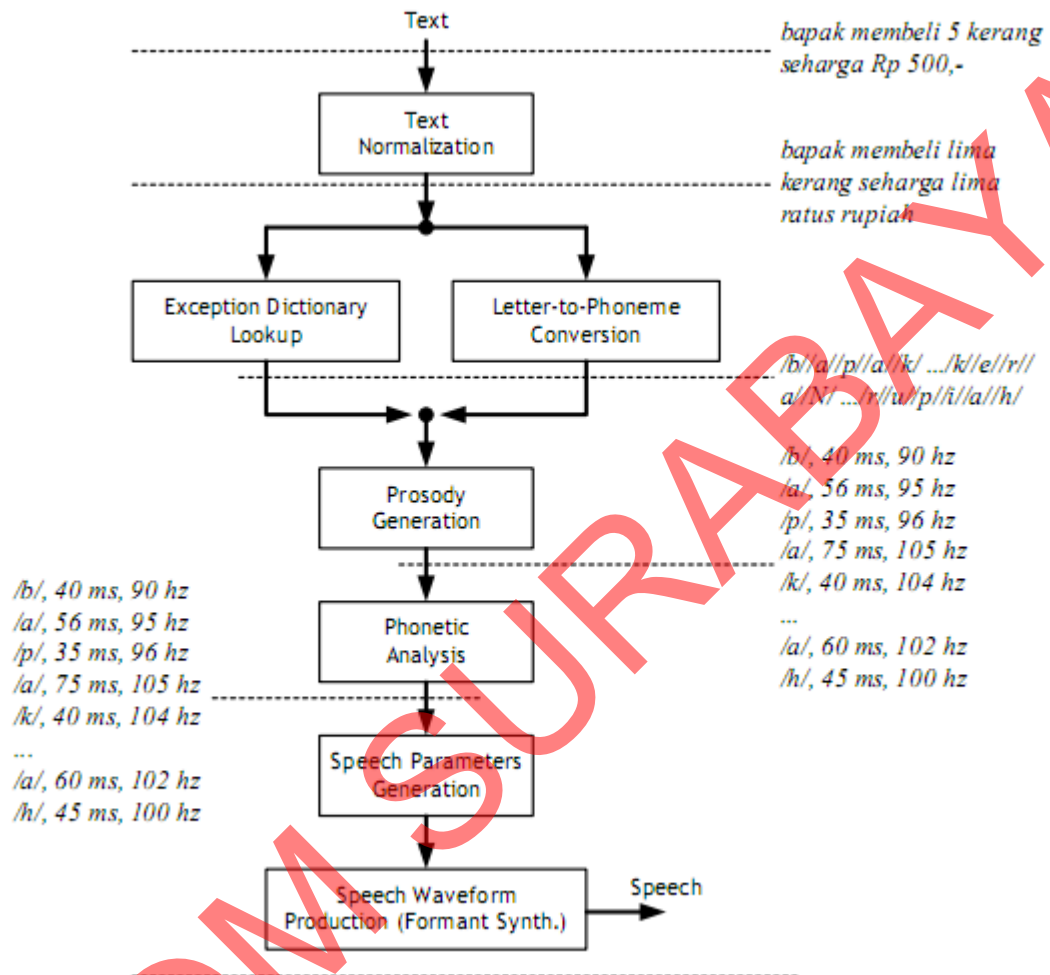 Text
bapak membeli 5 kerang
seharga Rp 500,-
Text
Normalization
bapak membeli lima
kerang seharga lima
ratus rupiah
Exception Dictionary
Lookup
Letter-to-Phoneme
Conversion
/b//a//p//a//k/ .../k//e//r//
a//N/ .../r//u//p//i//a//h/
Prosody
Generation
/b/, 40 ms, 90 hz
/a/, 56 ms, 95 hz
/p/, 35 ms, 96 hz
/a/, 75 ms, 105 hz
/k/, 40 ms, 104 hz
...
/a/, 60 ms, 102 hz
/h/, 45 ms, 100 hz
/b/, 40 ms, 90 hz
/a/, 56 ms, 95 hz
/p/, 35 ms, 96 hz
/a/, 75 ms, 105 hz
/k/, 40 ms, 104 hz
...
/a/, 60 ms, 102 hz
/h/, 45 ms, 100 hz
Phonetic
Analysis
Speech Parameters
Generation
Speech Waveform
Production (Formant Synth.)
Speech
SURABAYA